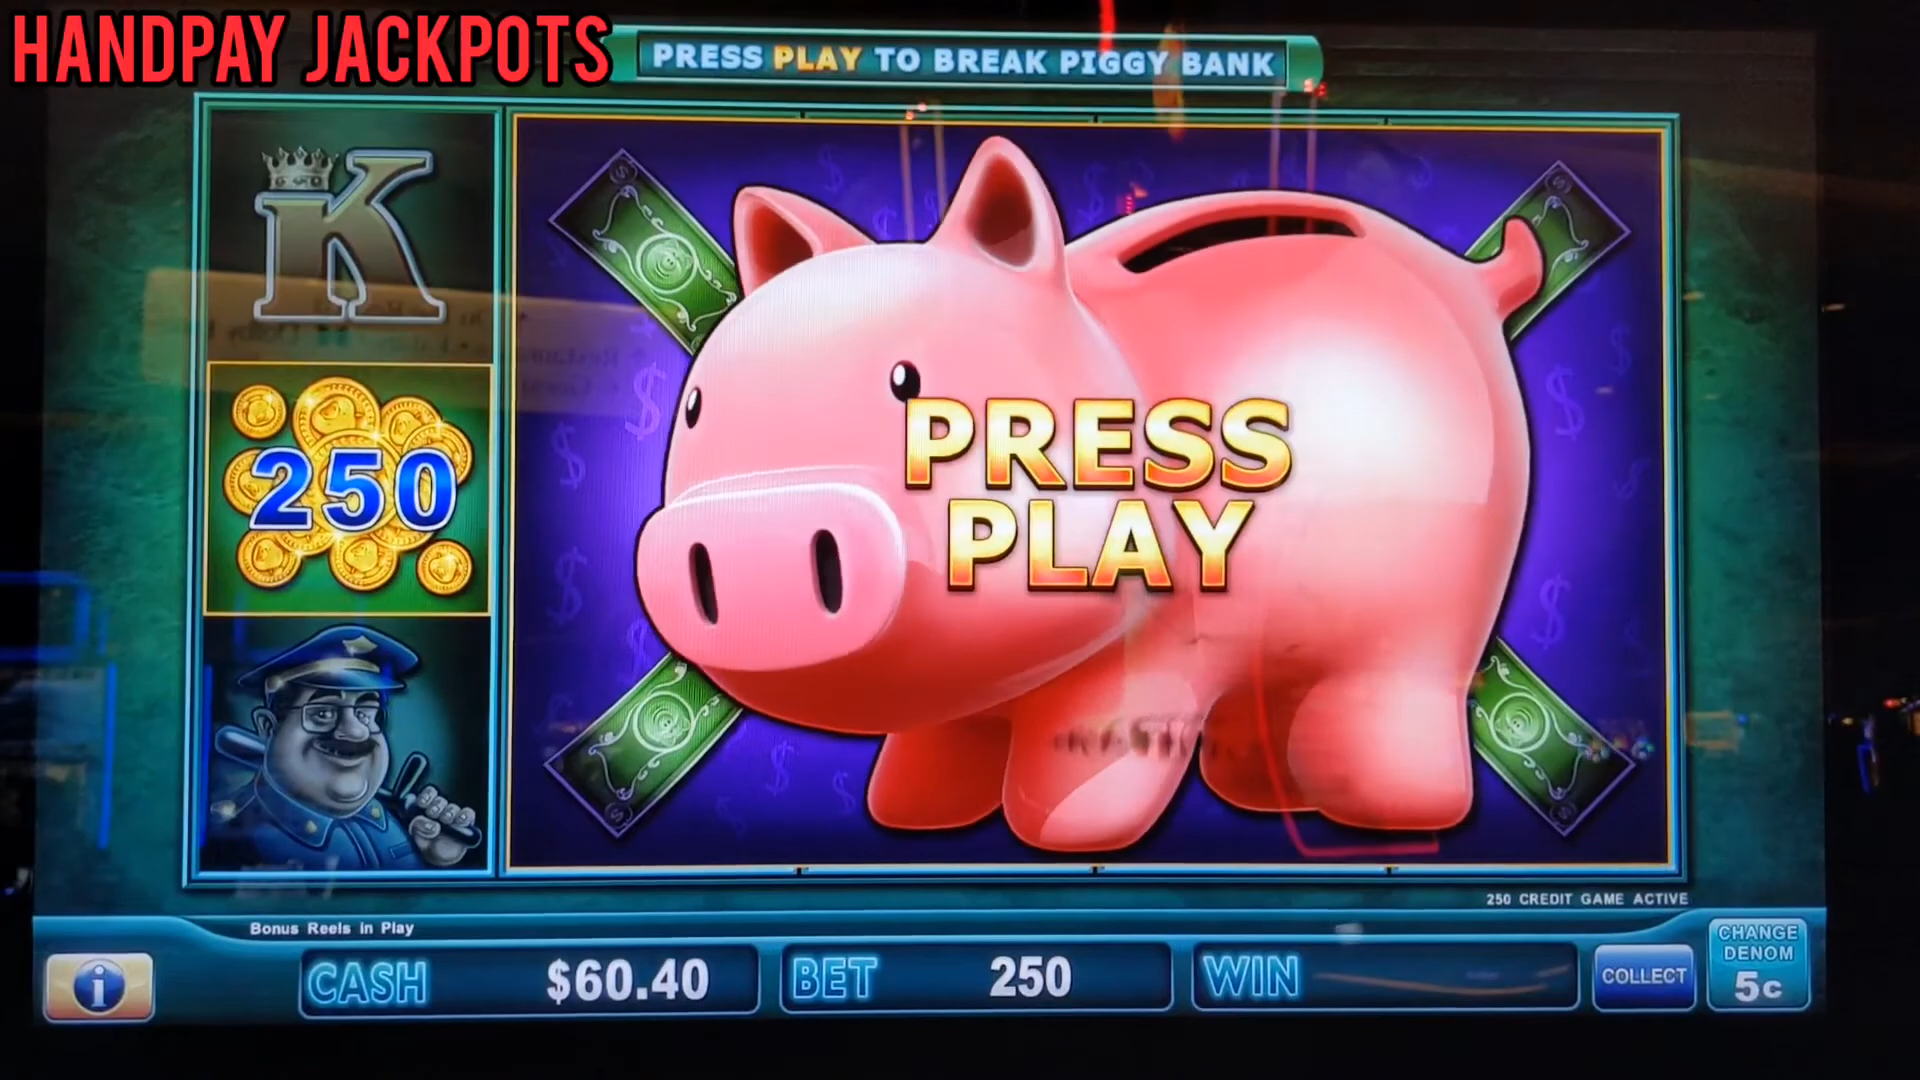 HANDPAY JACKPOTS
PRESS PLAY TO BREAK PIGGY BANK
K
250
PRESS
PLAY
250 CREDIT GAME ACTIVE
Bonus Reels in Play
i
CASH $60.40
BET 250
WIN
COLLECT
CHANGE
DENOM
5¢